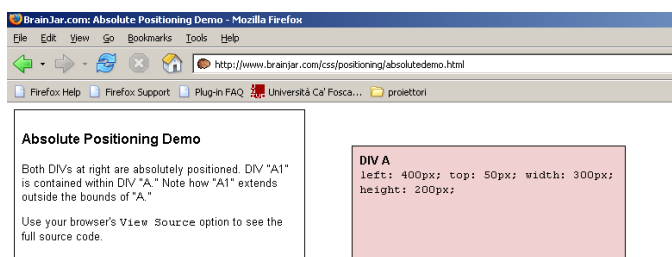 BrainJar.com: Absolute Positioning Demo - Mozilla Firefox
File Edit View Go Bookmarks Tools Help
http://www.brainjar.com/css/positioning/absolutedemo.html
Firefox Help Firefox Support Plug-in FAQ Università Ca' Fosca... proiettori
Absolute Positioning Demo
Both DIVs at right are absolutely positioned. DIV "A1"
is contained within DIV "A." Note how "A1" extends
outside the bounds of "A."
Use your browser's View Source option to see the
full source code.
DIV A
left: 400px; top: 50px; width: 300px;
height: 200px;